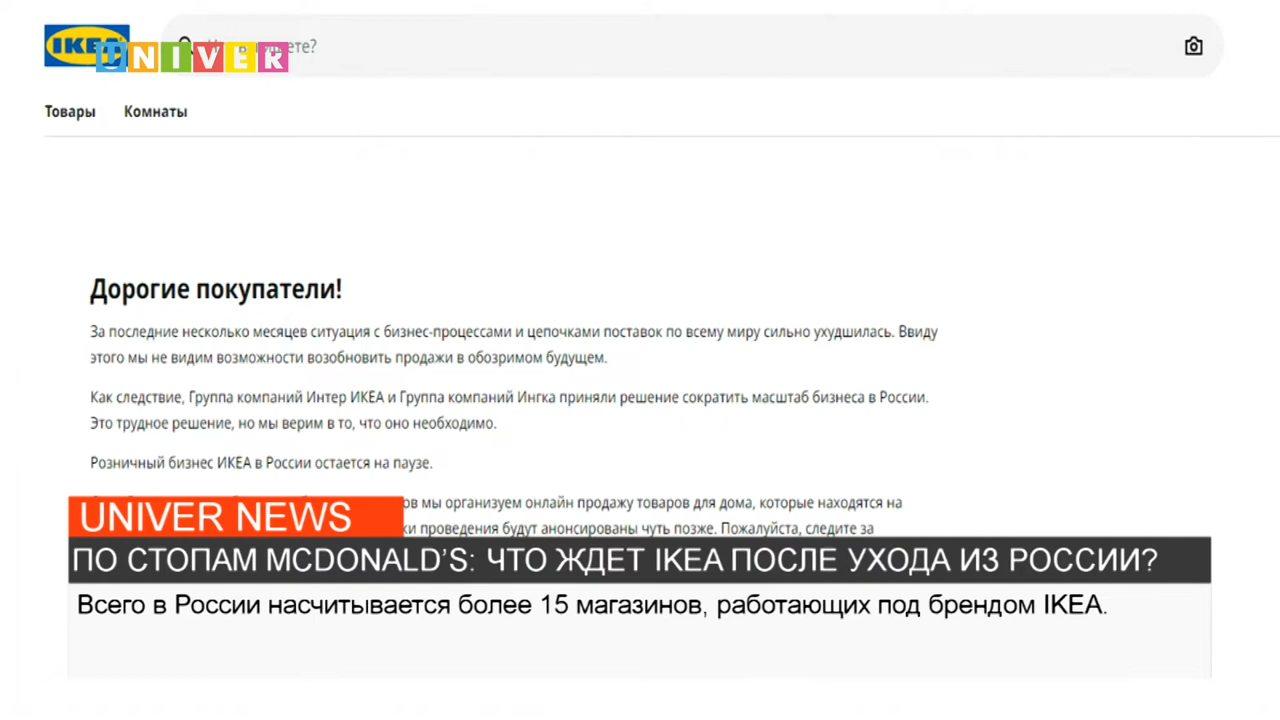 IKEA
UNIVER
Товары Комнаты
Дорогие покупатели!
За последние несколько месяцев ситуация с бизнес-процессами и цепочками поставок по всему миру сильно ухудшилась. Ввиду
этого мы не видим возможности возобновить продажи в обозримом будущем.
Как следствие, Группа компаний Интер ИКЕА и Группа компаний Ингка приняли решение сократить масштаб бизнеса в России.
Это трудное решение, но мы верим в то, что оно необходимо.
Розничный бизнес ИКЕА в России остается на паузе.
мы организуем онлайн продажу товаров для дома, которые находятся на
проведения будут анонсированы чуть позже. Пожалуйста, следите за
UNIVER NEWS
ПО СТОПАМ MCDONALD'S: ЧТО ЖДЕТ IKEA ПОСЛЕ УХОДА ИЗ РОССИИ?
Всего в России насчитывается более 15 магазинов, работающих под брендом IKEA.